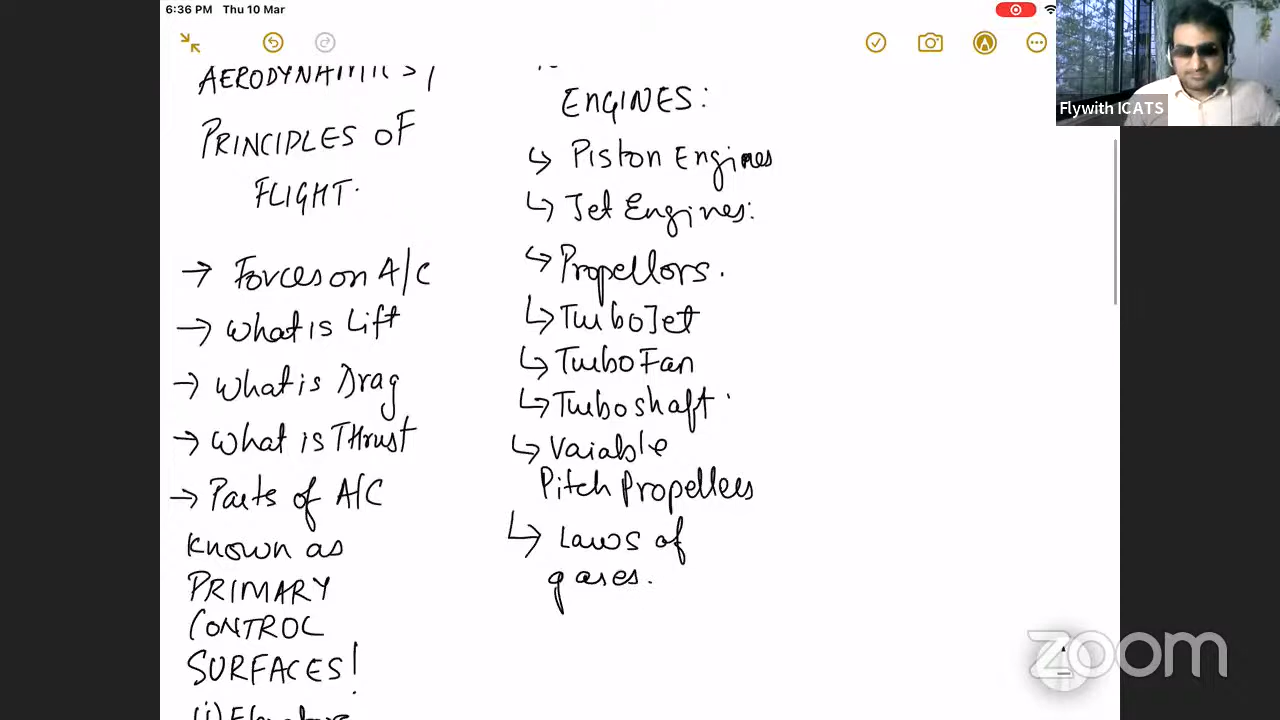 6:36 PM Thu 10 Mar
Flywith ICATS
AERODYNAMICS,
PRINCIPLES OF
FLIGHT.
→ Forces on A/C
→ What is Lift
→ What is Drag
→ What is THrust
→ Parts of A/C
known as
PRIMARY
CONTROL
SURFACES!
ENGINES:
↳ Piston Engines
↳ Jet Engines:
↳ Propellors.
↳ TurboJet
↳ TurboFan
↳ Turboshaft
↳ Vaiable
Pitch Propellers
↳ Laws of
gases.
zoom